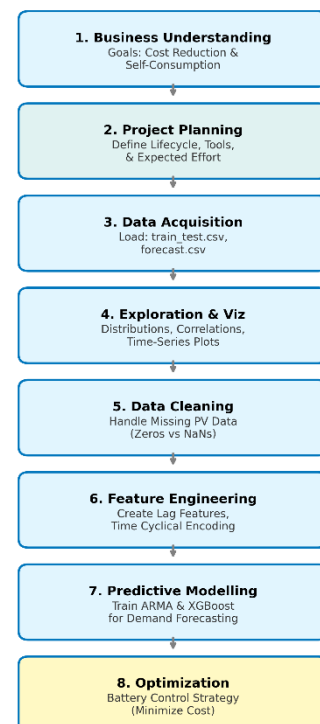 1. Business Understanding
Goals: Cost Reduction &
Self-Consumption
2. Project Planning
Define Lifecycle, Tools,
& Expected Effort
3. Data Acquisition
Load: train_test.csv,
forecast.csv
4. Exploration & Viz
Distributions, Correlations,
Time-Series Plots
5. Data Cleaning
Handle Missing PV Data
(Zeros vs NaNs)
6. Feature Engineering
Create Lag Features,
Time Cyclical Encoding
7. Predictive Modelling
Train ARMA & XGBoost
for Demand Forecasting
8. Optimization
Battery Control Strategy
(Minimize Cost)